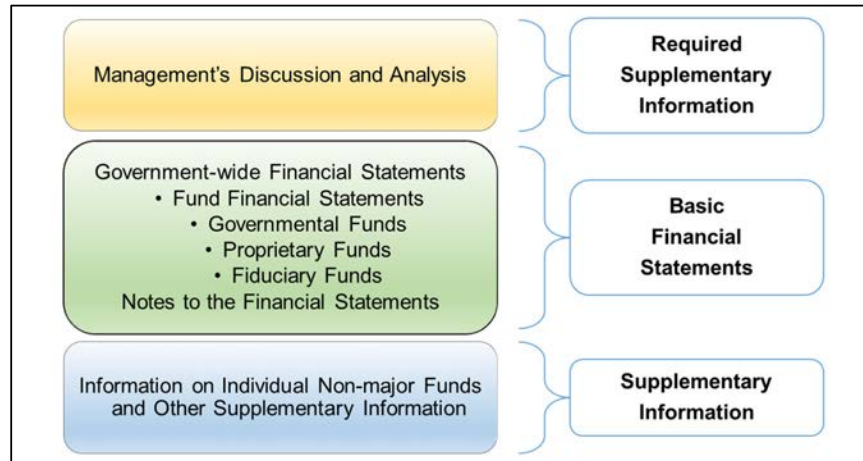 Management's Discussion and Analysis
Required
Supplementary
Information
Government-wide Financial Statements
• Fund Financial Statements
• Governmental Funds
• Proprietary Funds
• Fiduciary Funds
Notes to the Financial Statements
Basic
Financial
Statements
Information on Individual Non-major Funds
and Other Supplementary Information
Supplementary
Information